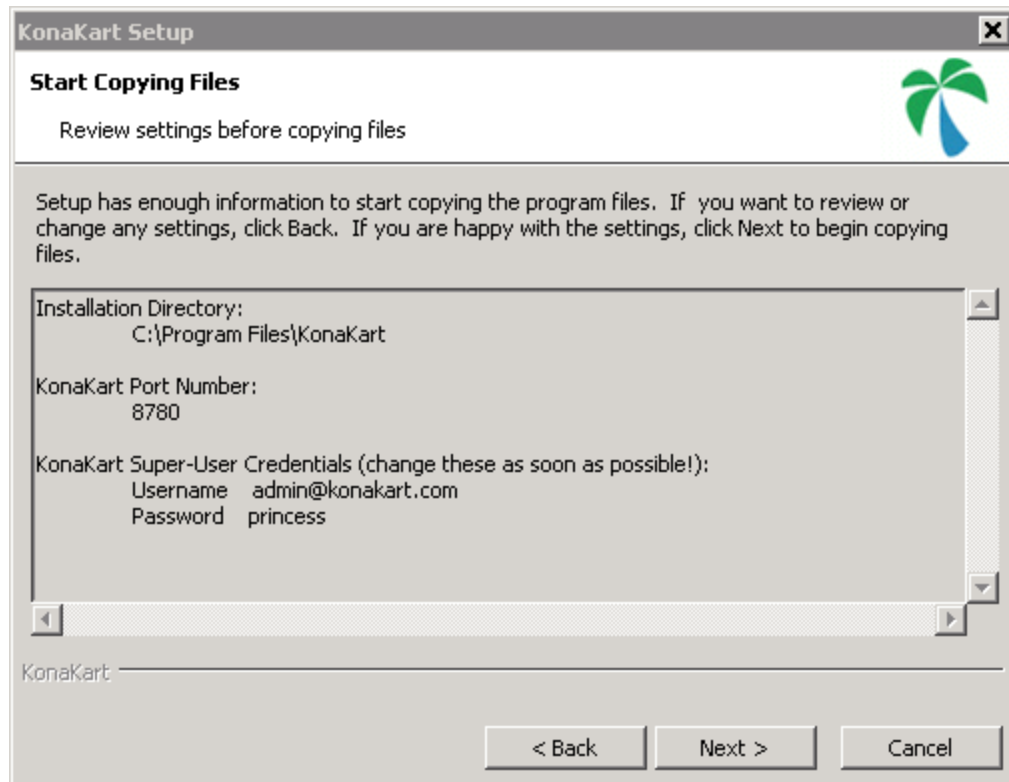 KonaKart Setup
Start Copying Files
Review settings before copying files
Setup has enough information to start copying the program files.  If  you want to review or
change any settings, click Back.  If you are happy with the settings, click Next to begin copying
files.
Installation Directory:
C:\Program Files\KonaKart
KonaKart Port Number:
8780
KonaKart Super-User Credentials (change these as soon as possible!):
Username    admin@konakart.com
Password    princess
KonaKart
< Back    Next >    Cancel